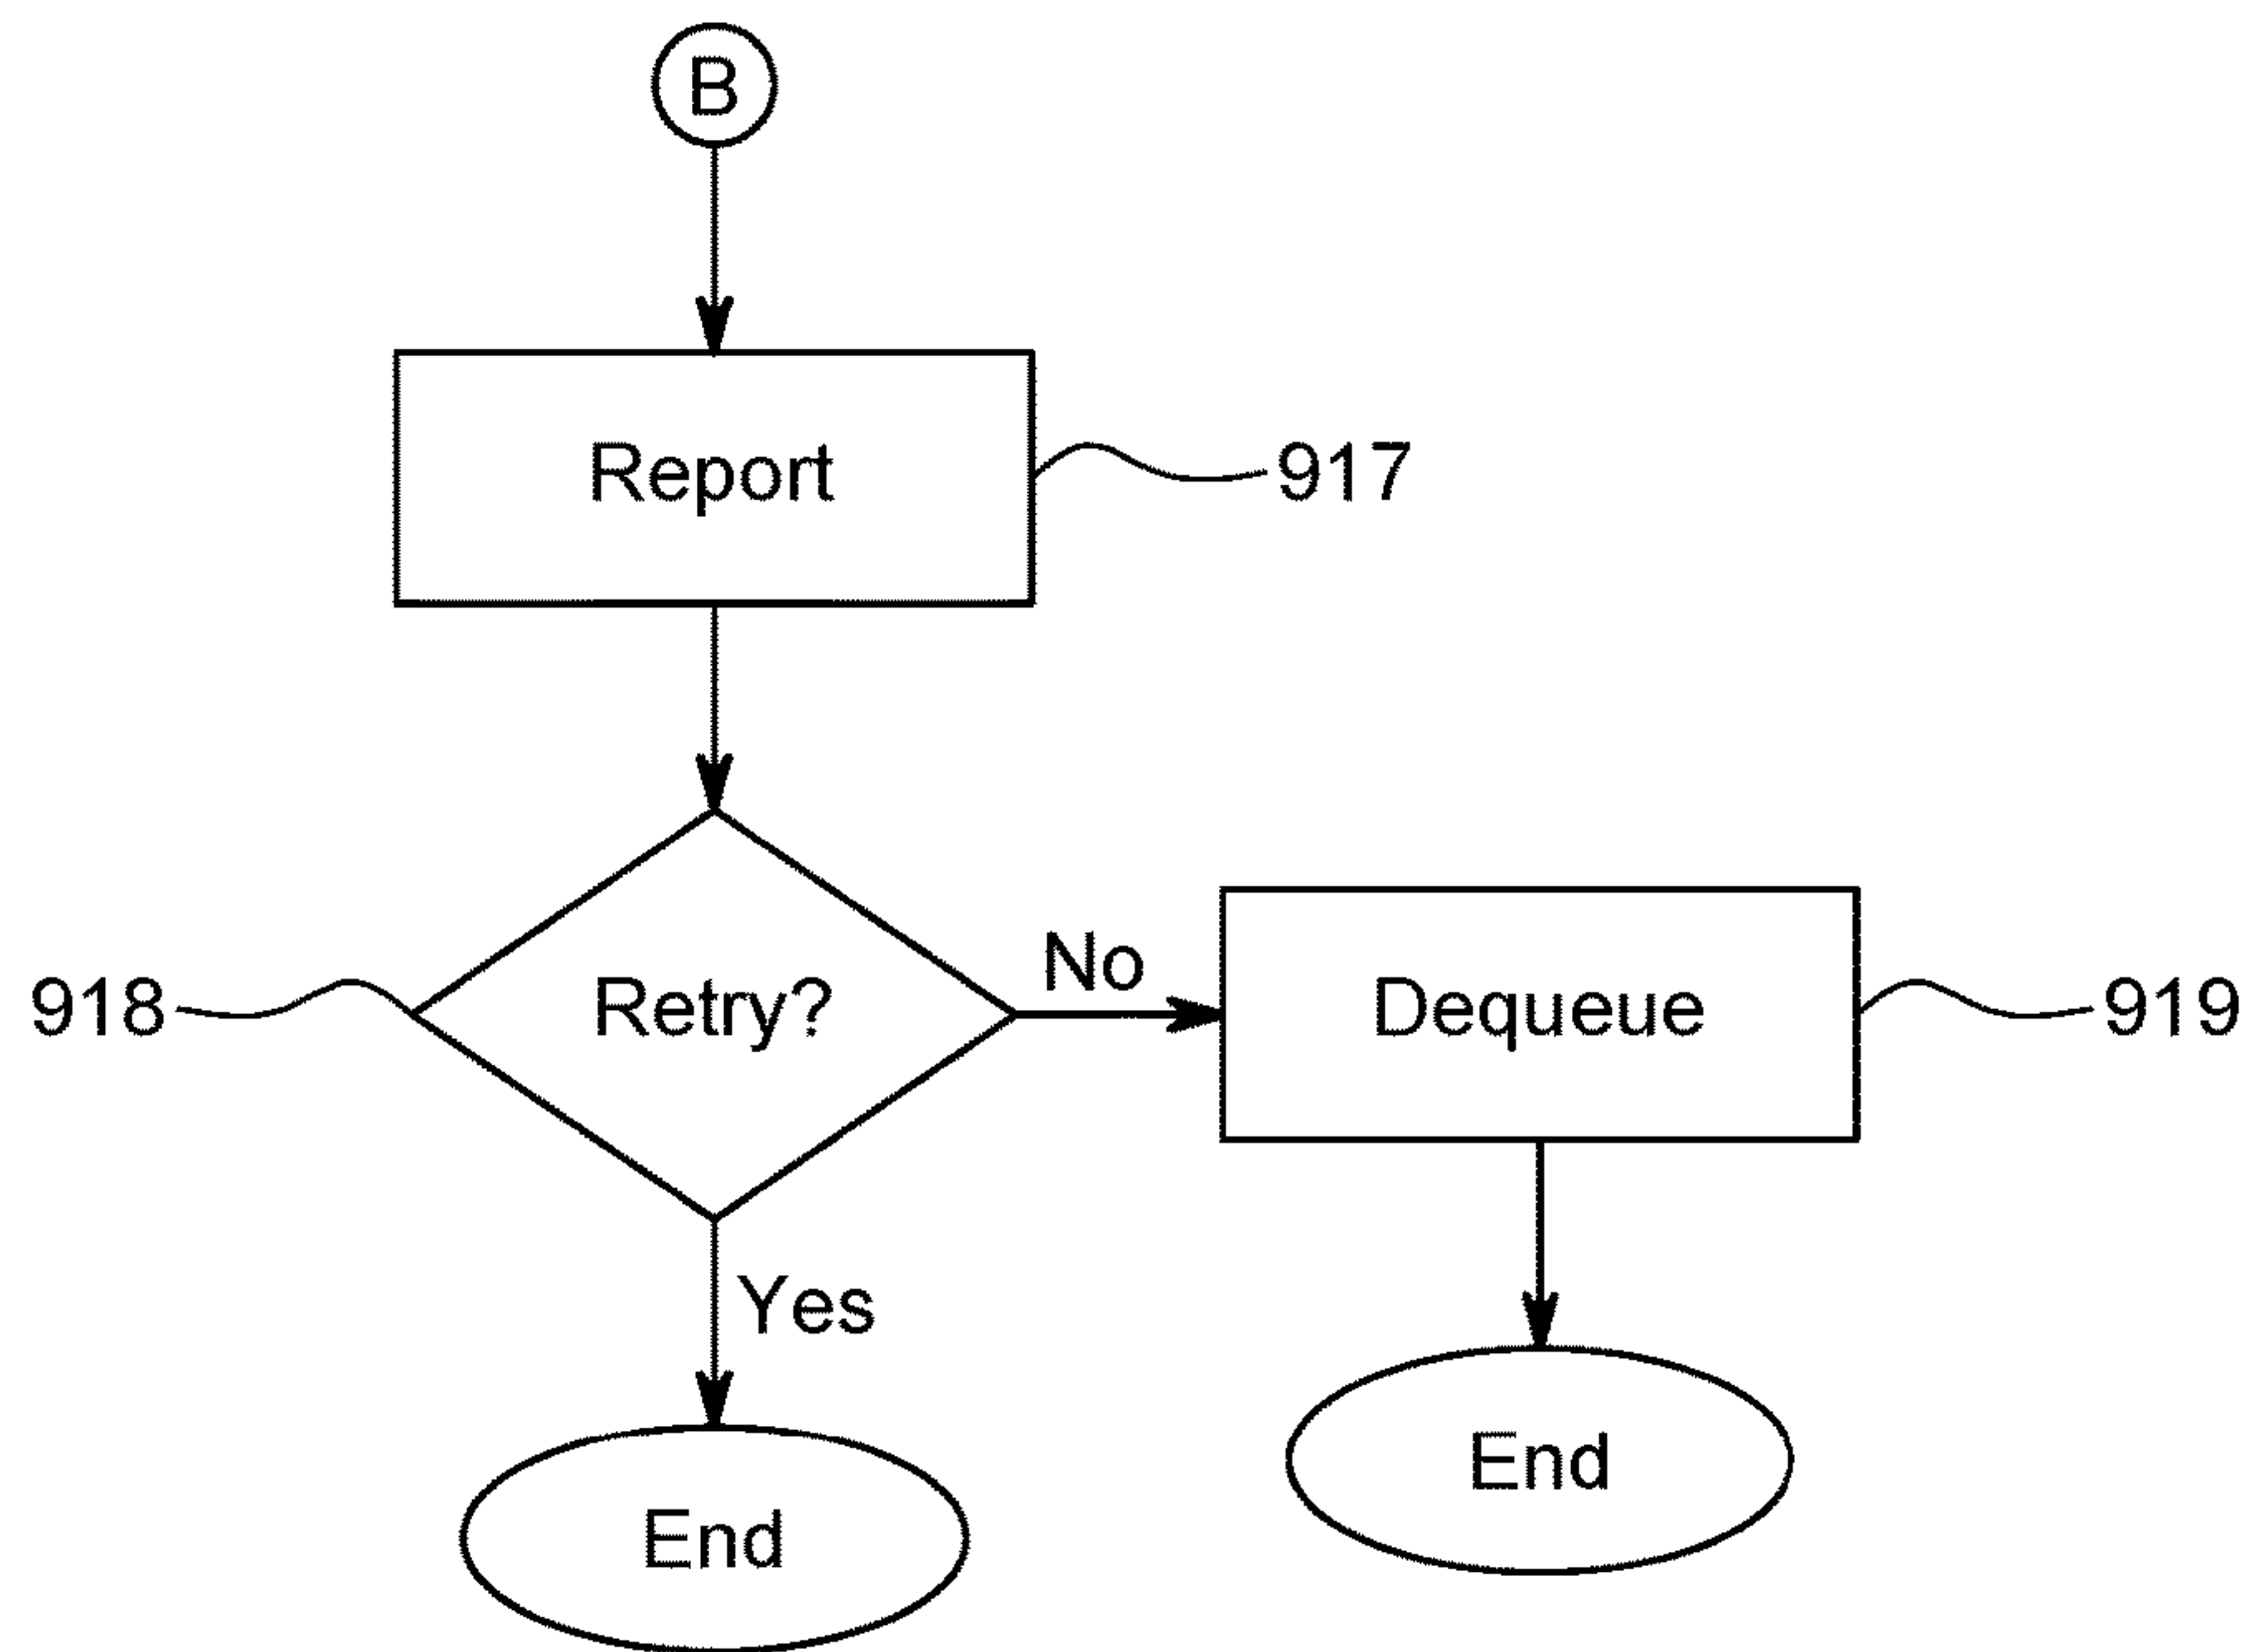 B
Report
917
918
Retry?
No
Dequeue
919
Yes
End
End